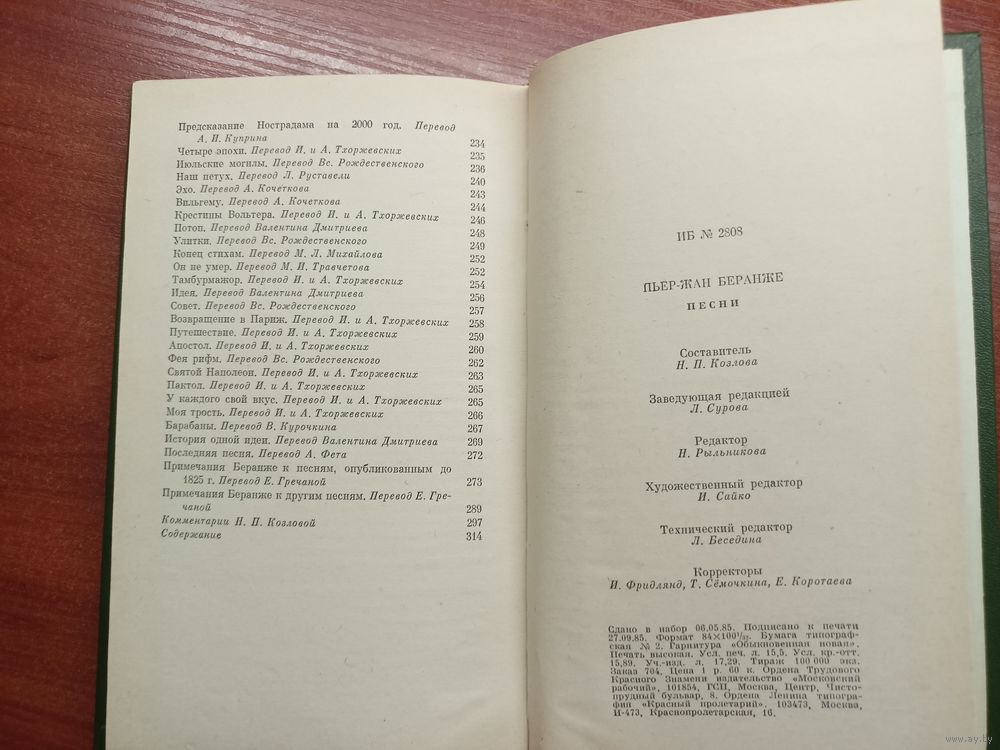 Предсказание Нострадама на 2000 год. Перевод
А. И. Куприна 234
Четыре эпохи. Перевод И. и А. Тхоржевских 235
Июльские могилы. Перевод Вс. Рождественского 236
Наш петух. Перевод Л. Руставели 240
Эхо. Перевод А. Кочеткова 243
Вильгему. Перевод А. Кочеткова 244
Крестины Вольтера. Перевод И. и А. Тхоржевских 246
Потоп. Перевод Валентина Дмитриева 248
Улитки. Перевод Вс. Рождественского 249
Конец стихам. Перевод М. Л. Михайлова 252
Он не умер. Перевод М. И. Травчетова 252
Тамбурмажор. Перевод И. и А. Тхоржевских 254
Идея. Перевод Валентина Дмитриева 256
Совет. Перевод Вс. Рождественского 257
Возвращение в Париж. Перевод И. и А. Тхоржевских 258
Путешествие. Перевод И. и А. Тхоржевских 259
Апостол. Перевод И. и А. Тхоржевских 260
Фея рифм. Перевод Вс. Рождественского 262
Святой Наполеон. Перевод И. и А. Тхоржевских 263
Пактол. Перевод И. и А. Тхоржевских 265
У каждого свой вкус. Перевод И. и А. Тхоржевских 265
Моя трость. Перевод И. и А. Тхоржевских 266
Барабаны. Перевод В. Курочкина 267
История одной идеи. Перевод Валентина Дмитриева 269
Последняя песня. Перевод А. Фета 272
Примечания Беранже к песням, опубликованным до
1825 г. Перевод Е. Гречаной 273
Примечания Беранже к другим песням. Перевод Е. Гре-
чаной 289
Комментарии Н. П. Козловой 297
Содержание 314
ИБ № 2808
ПЬЕР-ЖАН БЕРАНЖЕ
ПЕСНИ
Составитель
Н. П. Козлова
Заведующая редакцией
Л. Сурова
Редактор
Н. Рыльникова
Художественный редактор
И. Сайко
Технический редактор
Л. Беседина
Корректоры
И. Фридлянд, Т. Сёмочкина, Е. Коротаева
Сдано в набор 06.05.85. Подписано к печати
27.09.85. Формат 84×100¹/₃₂. Бумага типограф-
ская № 2. Гарнитура «Обыкновенная новая».
Печать высокая. Усл. печ. л. 15,5. Усл. кр.-отт.
15,89. Уч.-изд. л. 17,29. Тираж 100 000 экз.
Заказ 704. Цена 1 р. 60 к. Ордена Трудового
Красного Знамени издательство «Московский
рабочий», 101854, ГСП, Москва, Центр, Чисто-
прудный бульвар, 8. Ордена Ленина типогра-
фия «Красный пролетарий». 103473, Москва,
И-473, Краснопролетарская, 16.
www.ay.by